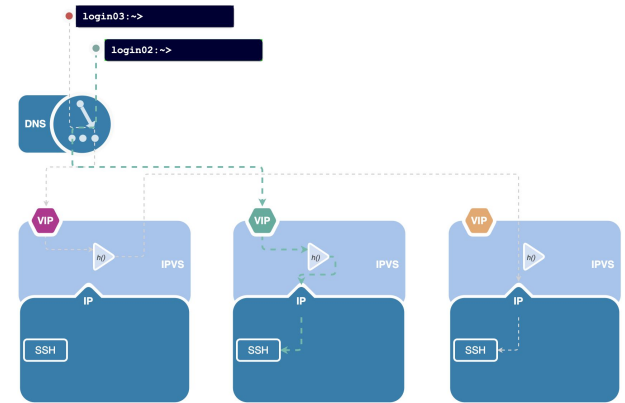 login03:~>
login02:~>
DNS
VIP
VIP
VIP
h()
IPVS
h()
IPVS
h()
IPVS
IP
IP
IP
SSH
SSH
SSH